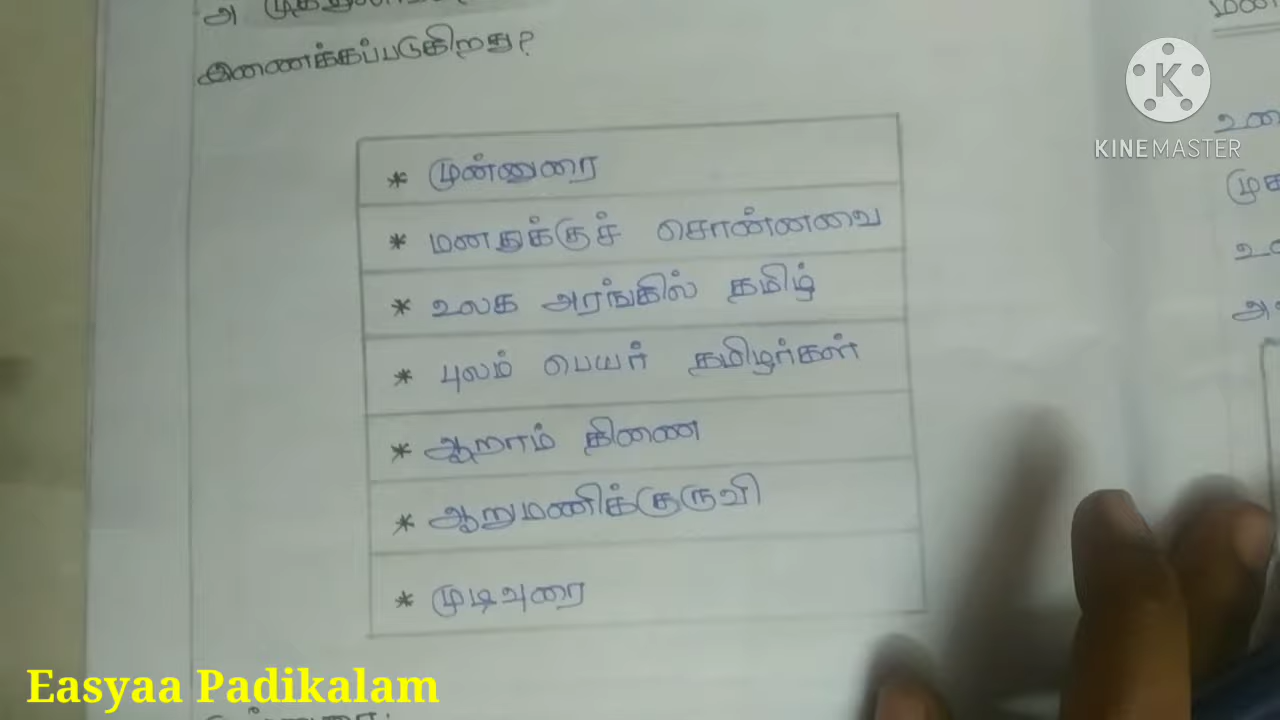 அ
இணைக்கப்படுகிறது?
KINEMASTER
* முன்னுரை
* மனதுக்குச் சொன்னவை
* உலக அரங்கில் தமிழ்
* புலம் பெயர் தமிழர்கள்
* ஆறாம் திணை
* ஆறுமணிக்குருவி
* முடிவுரை
Easyaa Padikalam